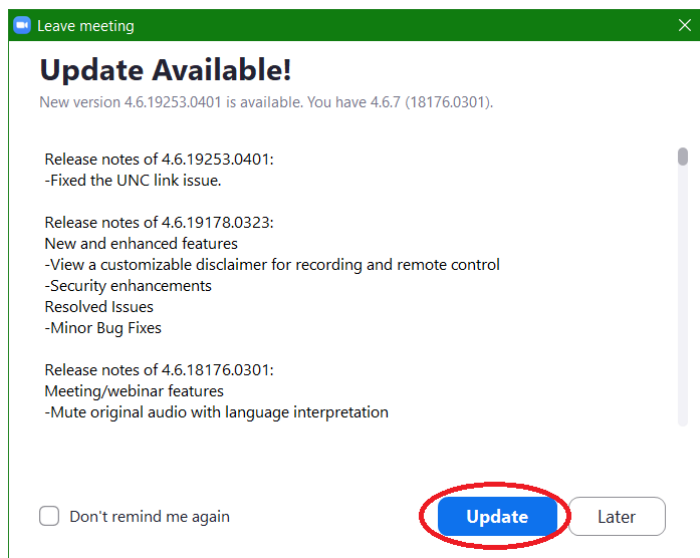 Leave meeting
Update Available!
New version 4.6.19253.0401 is available. You have 4.6.7 (18176.0301).
Release notes of 4.6.19253.0401:
-Fixed the UNC link issue.
Release notes of 4.6.19178.0323:
New and enhanced features
-View a customizable disclaimer for recording and remote control
-Security enhancements
Resolved Issues
-Minor Bug Fixes
Release notes of 4.6.18176.0301:
Meeting/webinar features
-Mute original audio with language interpretation
Don't remind me again
Update
Later